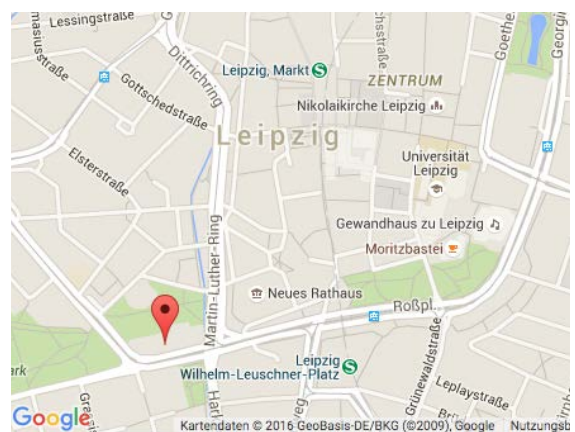 Lessingstraße
Dittrichring
Gottschedstraße
Leipzig, Markt
S
ZENTRUM
Nikolaikirche Leipzig
Leipzig
Elsterstraße
Universität
Leipzig
Gewandhaus zu Leipzig
Moritzbastei
Martin-Luther-Ring
Neues Rathaus
Roßpl.
Leipzig
Wilhelm-Leuschner-Platz
S
Grünewaldstraße
Leplaystraße
Google
Kartendaten © 2016 GeoBasis-DE/BKG (©2009), Google